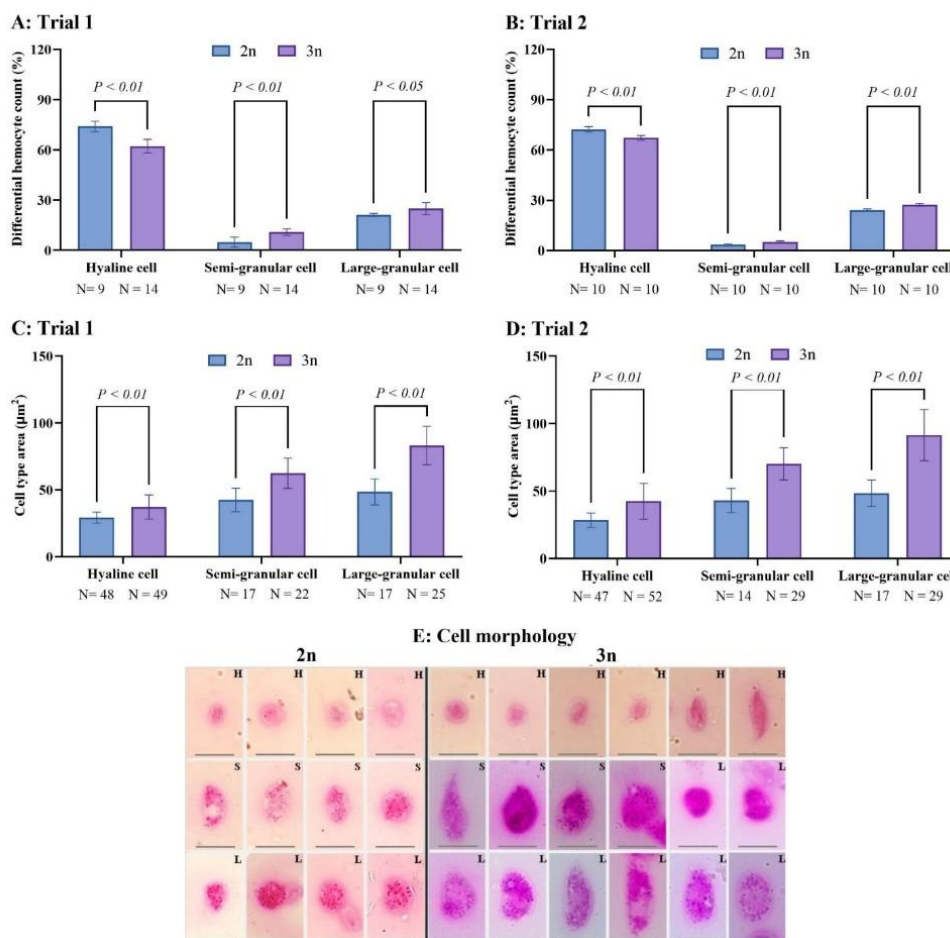 A: Trial 1
2n 3n
Differential hemocyte count (%)
120
90
60
30
0
P < 0.01 P < 0.01 P < 0.05
Hyaline cell Semi-granular cell Large-granular cell
N= 9 N = 14 N= 9 N = 14 N= 9 N = 14
B: Trial 2
2n 3n
Differential hemocyte count (%)
120
90
60
30
0
P < 0.01 P < 0.01 P < 0.01
Hyaline cell Semi-granular cell Large-granular cell
N= 10 N = 10 N= 10 N = 10 N= 10 N = 10
C: Trial 1
2n 3n
Cell type area (µm²)
150
100
50
0
P < 0.01 P < 0.01 P < 0.01
Hyaline cell Semi-granular cell Large-granular cell
N= 48 N = 49 N= 17 N = 22 N= 17 N = 25
D: Trial 2
2n 3n
Cell type area (µm²)
150
100
50
0
P < 0.01 P < 0.01 P < 0.01
Hyaline cell Semi-granular cell Large-granular cell
N= 47 N = 52 N= 14 N = 29 N= 17 N = 29
E: Cell morphology
2n 3n
H H H H H H H H H H
S S S S S S S S L L
L L L L L L L L L L